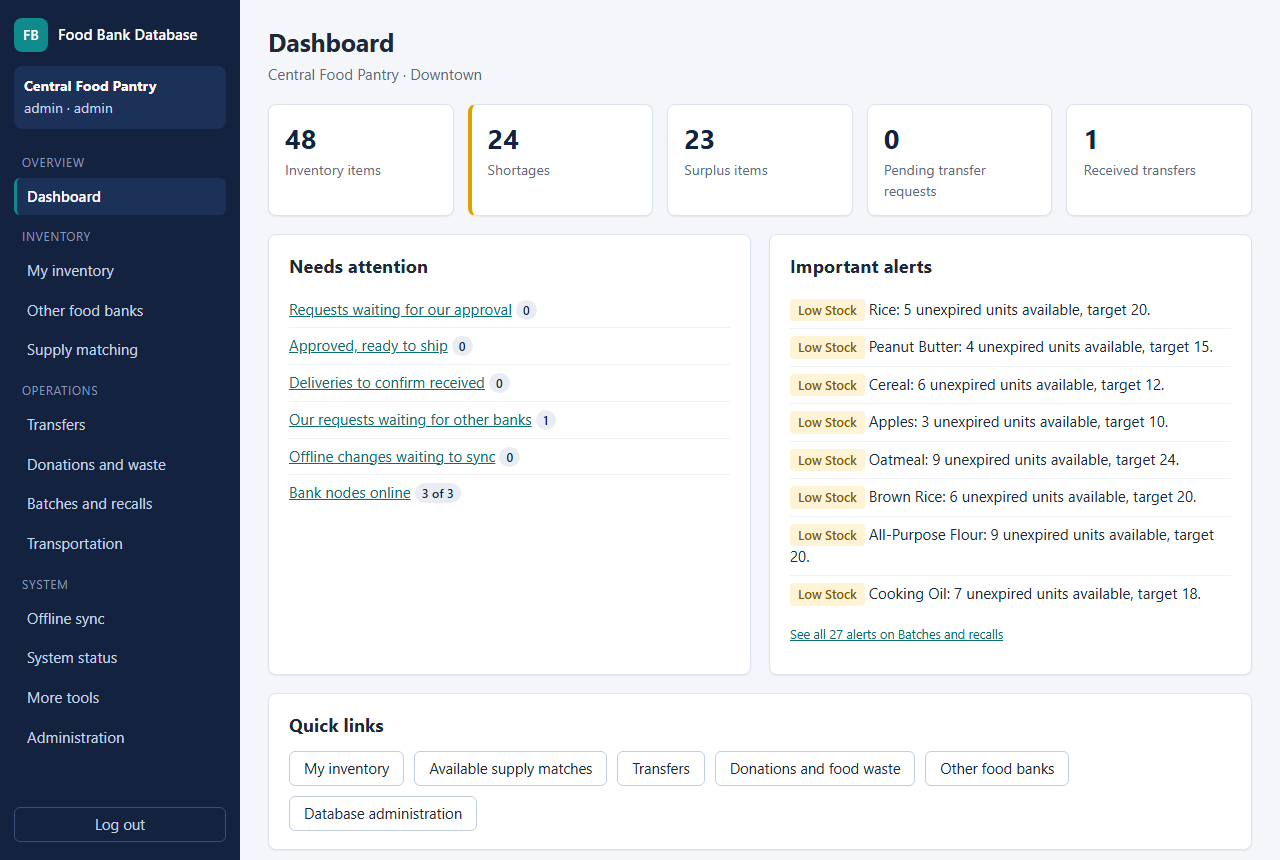 FB Food Bank Database
Central Food Pantry
admin · admin
OVERVIEW
Dashboard
INVENTORY
My inventory
Other food banks
Supply matching
OPERATIONS
Transfers
Donations and waste
Batches and recalls
Transportation
SYSTEM
Offline sync
System status
More tools
Administration
Log out
Dashboard
Central Food Pantry · Downtown
48
Inventory items
24
Shortages
23
Surplus items
0
Pending transfer
requests
1
Received transfers
Needs attention
Requests waiting for our approval 0
Approved, ready to ship 0
Deliveries to confirm received 0
Our requests waiting for other banks 1
Offline changes waiting to sync 0
Bank nodes online 3 of 3
Important alerts
Low Stock Rice: 5 unexpired units available, target 20.
Low Stock Peanut Butter: 4 unexpired units available, target 15.
Low Stock Cereal: 6 unexpired units available, target 12.
Low Stock Apples: 3 unexpired units available, target 10.
Low Stock Oatmeal: 9 unexpired units available, target 24.
Low Stock Brown Rice: 6 unexpired units available, target 20.
Low Stock All-Purpose Flour: 9 unexpired units available, target
20.
Low Stock Cooking Oil: 7 unexpired units available, target 18.
See all 27 alerts on Batches and recalls
Quick links
My inventory Available supply matches Transfers Donations and food waste Other food banks
Database administration